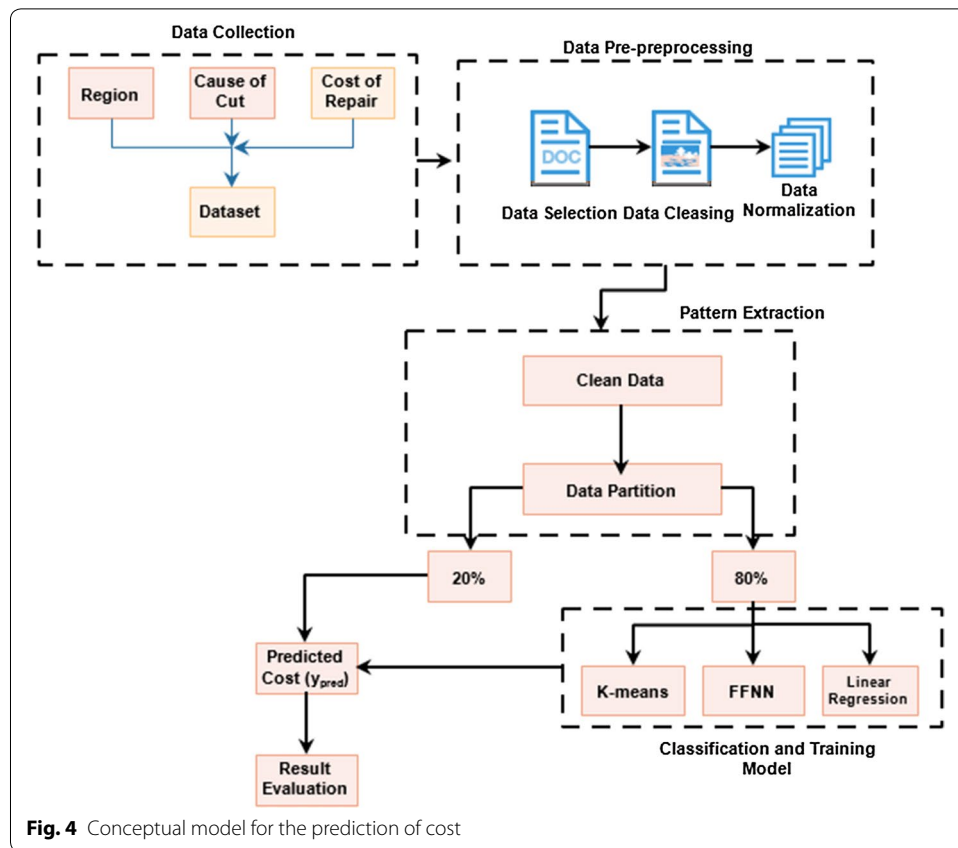 Data Collection
Region
Cause of
Cut
Cost of
Repair
Dataset
Data Pre-preprocessing
DOC
Data Selection
Data Cleasing
Data
Normalization
Pattern Extraction
Clean Data
Data Partition
20%
80%
Predicted
Cost (ypred)
Result
Evaluation
K-means
FFNN
Linear
Regression
Classification and Training
Model
Fig. 4 Conceptual model for the prediction of cost